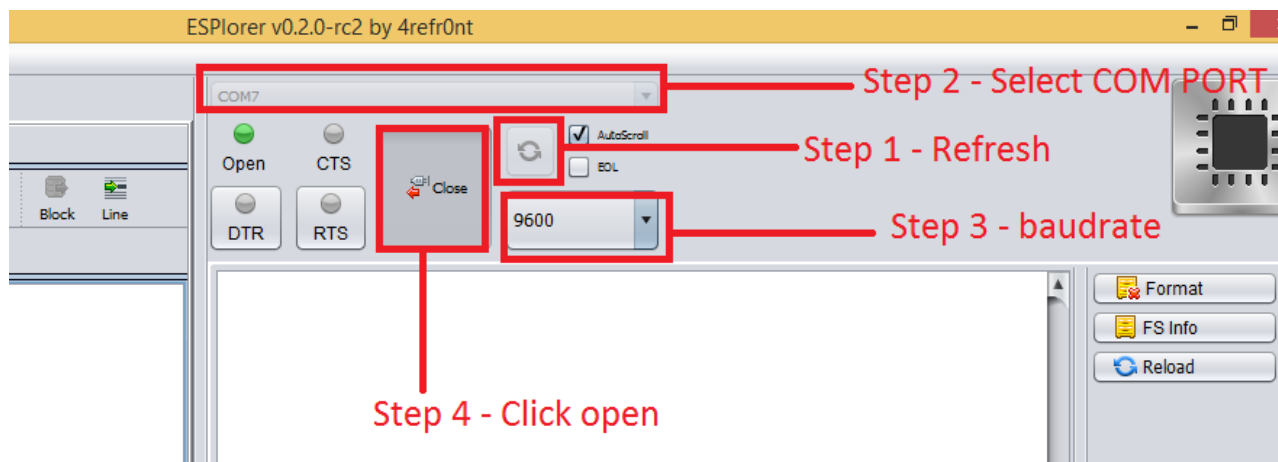 ESPlorer v0.2.0-rc2 by 4refr0nt
COM7
Step 2 - Select COM PORT
Open
CTS
Close
AutoScroll
EOL
Step 1 - Refresh
Block
Line
DTR
RTS
9600
Step 3 - baudrate
Format
FS Info
Reload
Step 4 - Click open